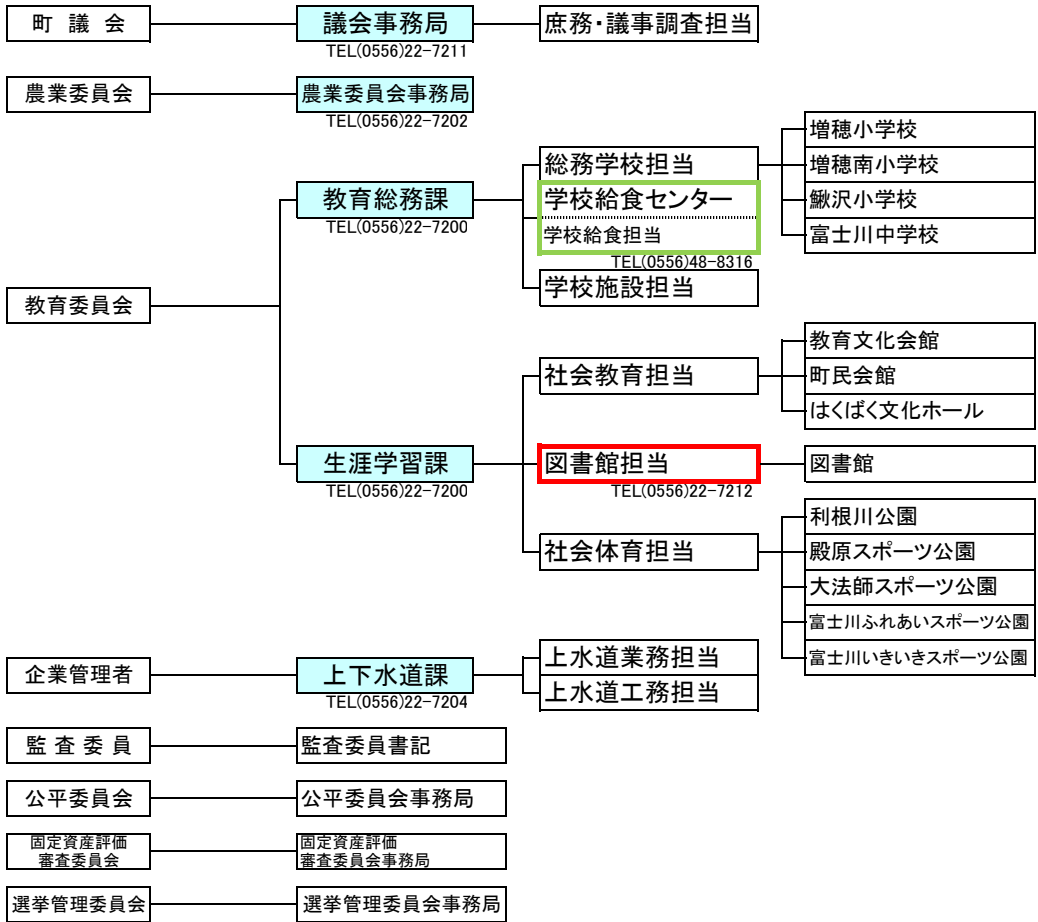 町 議 会
議会事務局
TEL(0556)22-7211
庶務・議事調査担当
農業委員会
農業委員会事務局
TEL(0556)22-7202
教育委員会
教育総務課
TEL(0556)22-7200
総務学校担当
増穂小学校
増穂南小学校
鰍沢小学校
富士川中学校
学校給食センター
学校給食担当
TEL(0556)48-8316
学校施設担当
生涯学習課
TEL(0556)22-7200
社会教育担当
教育文化会館
町民会館
はくばく文化ホール
図書館担当
TEL(0556)22-7212
図書館
社会体育担当
利根川公園
殿原スポーツ公園
大法師スポーツ公園
富士川ふれあいスポーツ公園
富士川いきいきスポーツ公園
企業管理者
上下水道課
TEL(0556)22-7204
上水道業務担当
上水道工務担当
監 査 委 員
監査委員書記
公平委員会
公平委員会事務局
固定資産評価
審査委員会
固定資産評価
審査委員会事務局
選挙管理委員会
選挙管理委員会事務局